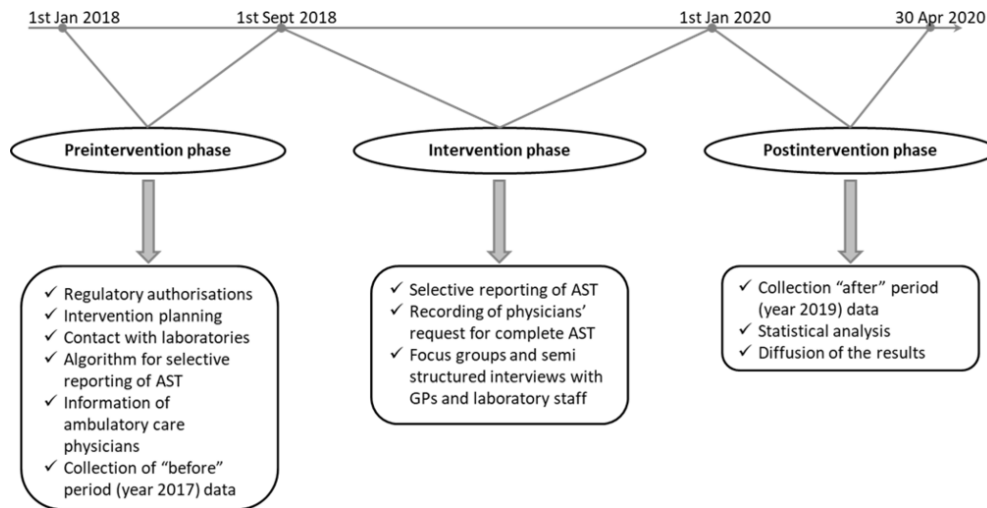 1st Jan 2018
1st Sept 2018
1st Jan 2020
30 Apr 2020
Preintervention phase
Intervention phase
Postintervention phase
✓ Regulatory authorisations
✓ Intervention planning
✓ Contact with laboratories
✓ Algorithm for selective
reporting of AST
✓ Information of
ambulatory care
physicians
✓ Collection of “before”
period (year 2017) data
✓ Selective reporting of AST
✓ Recording of physicians’
request for complete AST
✓ Focus groups and semi
structured interviews with
GPs and laboratory staff
✓ Collection “after” period
(year 2019) data
✓ Statistical analysis
✓ Diffusion of the results